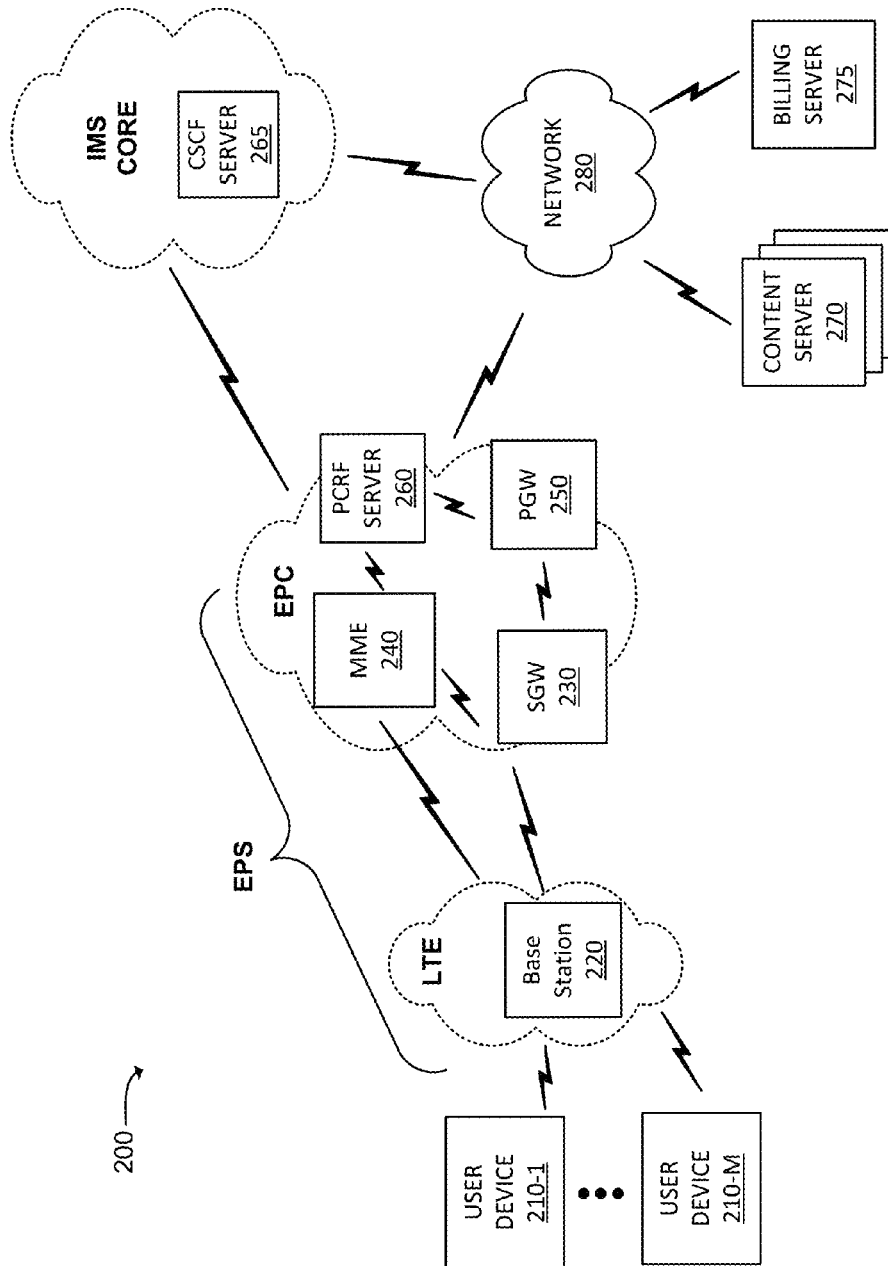 200
EPS
LTE
EPC
IMS
CORE
USER
DEVICE
210-1
USER
DEVICE
210-M
Base
Station
220
MME
240
SGW
230
PCRF
SERVER
260
PGW
250
CSCF
SERVER
265
NETWORK
280
CONTENT
SERVER
270
BILLING
SERVER
275